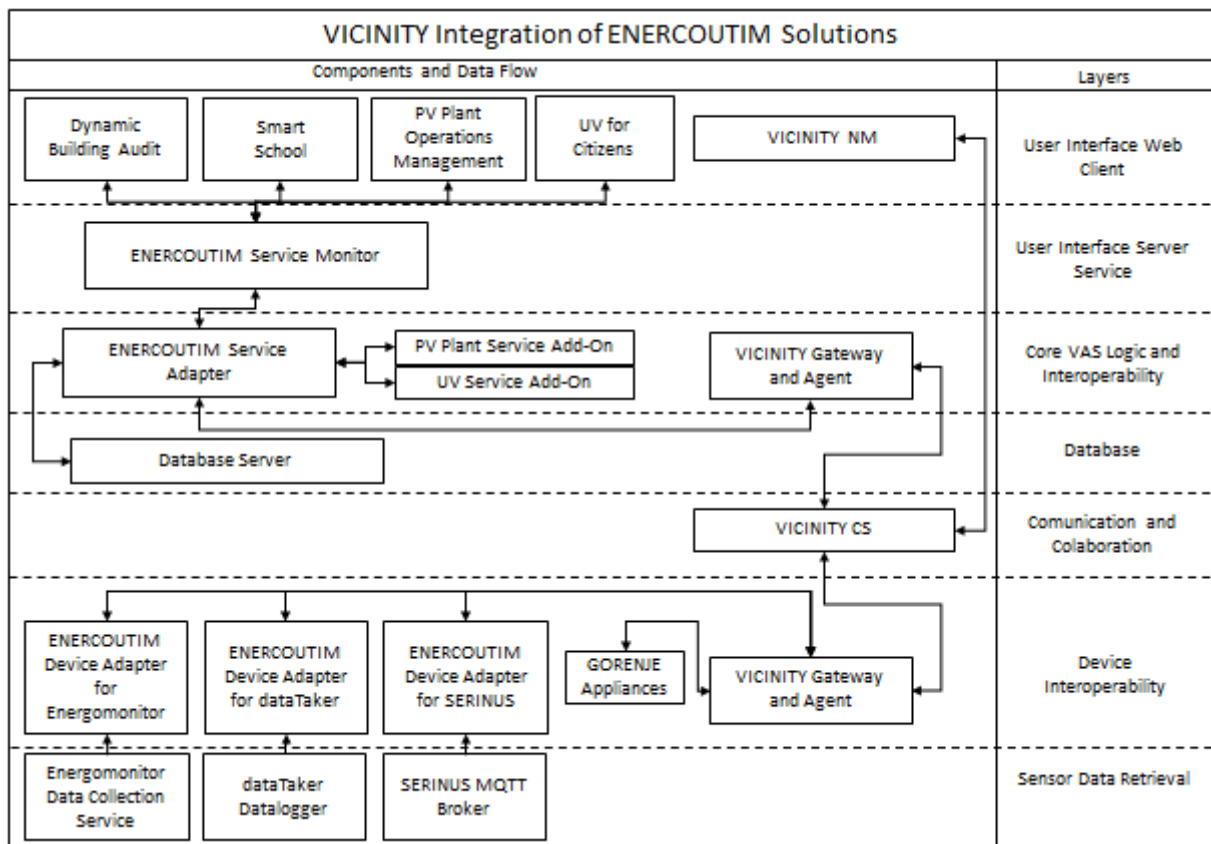 VICINITY Integration of ENERCOUTIM Solutions
Components and Data Flow
Layers
Dynamic
Building Audit
Smart
School
PV Plant
Operations
Management
UV for
Citizens
VICINITY NM
User Interface Web
Client
ENERCOUTIM Service Monitor
User Interface Server
Service
ENERCOUTIM Service
Adapter
PV Plant Service Add-On
UV Service Add-On
VICINITY Gateway
and Agent
Core VAS Logic and
Interoperability
Database Server
Database
VICINITY CS
Comunication and
Colaboration
ENERCOUTIM
Device Adapter
for
Energomonitor
ENERCOUTIM
Device Adapter
for dataTaker
ENERCOUTIM
Device Adapter
for SERINUS
GORENJE
Appliances
VICINITY Gateway
and Agent
Device
Interoperability
Energomonitor
Data Collection
Service
dataTaker
Datalogger
SERINUS MQTT
Broker
Sensor Data Retrieval